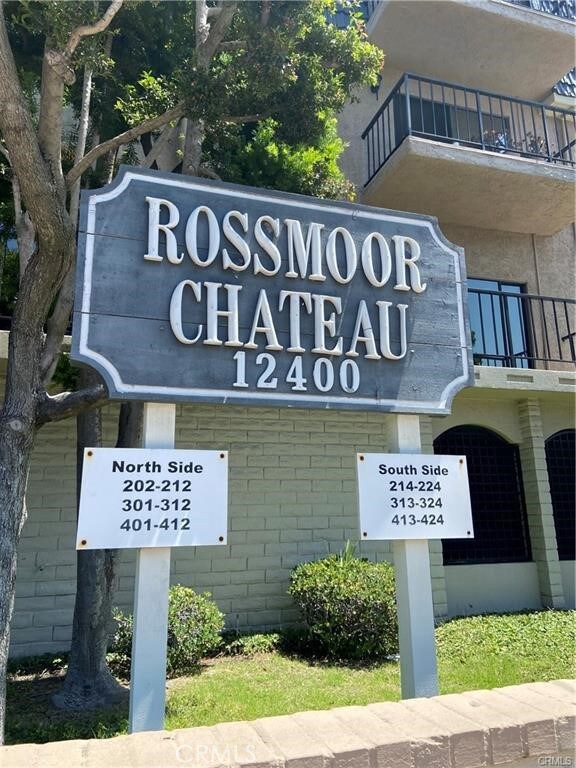 ROSSMOOR
CHATEAU
12400
North Side
202-212
301-312
401-412
South Side
214-224
313-324
413-424
CRMLS
CRMLS